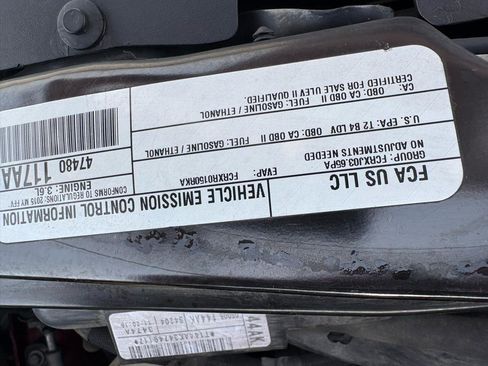 FCA US LLC
VEHICLE EMISSION CONTROL INFORMATION
CONFORMS TO REGULATIONS: 2015 MY FFV
ENGINE: 3.6L
GROUP: FCRXJ03.65PA
EVAP: FCRXR0150RKA
NO ADJUSTMENTS NEEDED
U.S. EPA: T2 B4 LDV OBD: CA OBD II FUEL: GASOLINE / ETHANOL
CA:
OBD: CA OBD II FUEL: GASOLINE / ETHANOL
CERTIFIED FOR SALE ULEV II QUALIFIED.
47480 117AA
44AK